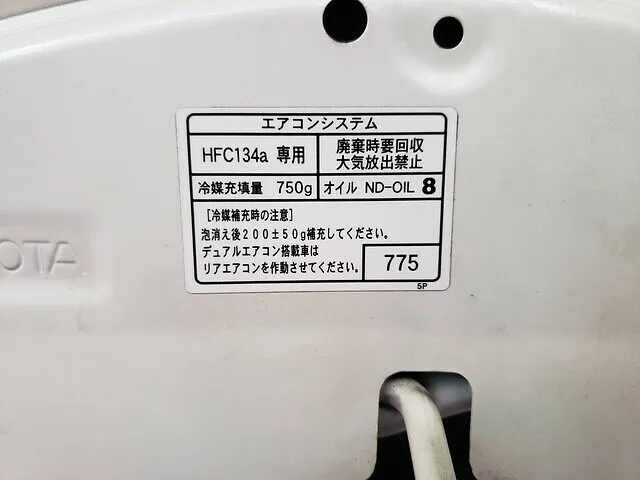 エアコンシステム
HFC134a 専用
廃棄時要回収
大気放出禁止
冷媒充填量 750g
オイル ND-OIL 8
［冷媒補充時の注意］
泡消え後200±50g補充してください。
デュアルエアコン搭載車は
リアエアコンを作動させてください。
775
5P
OTA